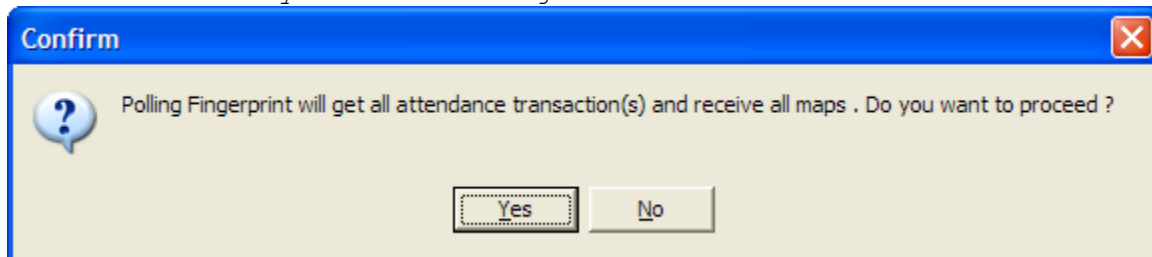 Confirm
Polling Fingerprint will get all attendance transaction(s) and receive all maps . Do you want to proceed ?
Yes No